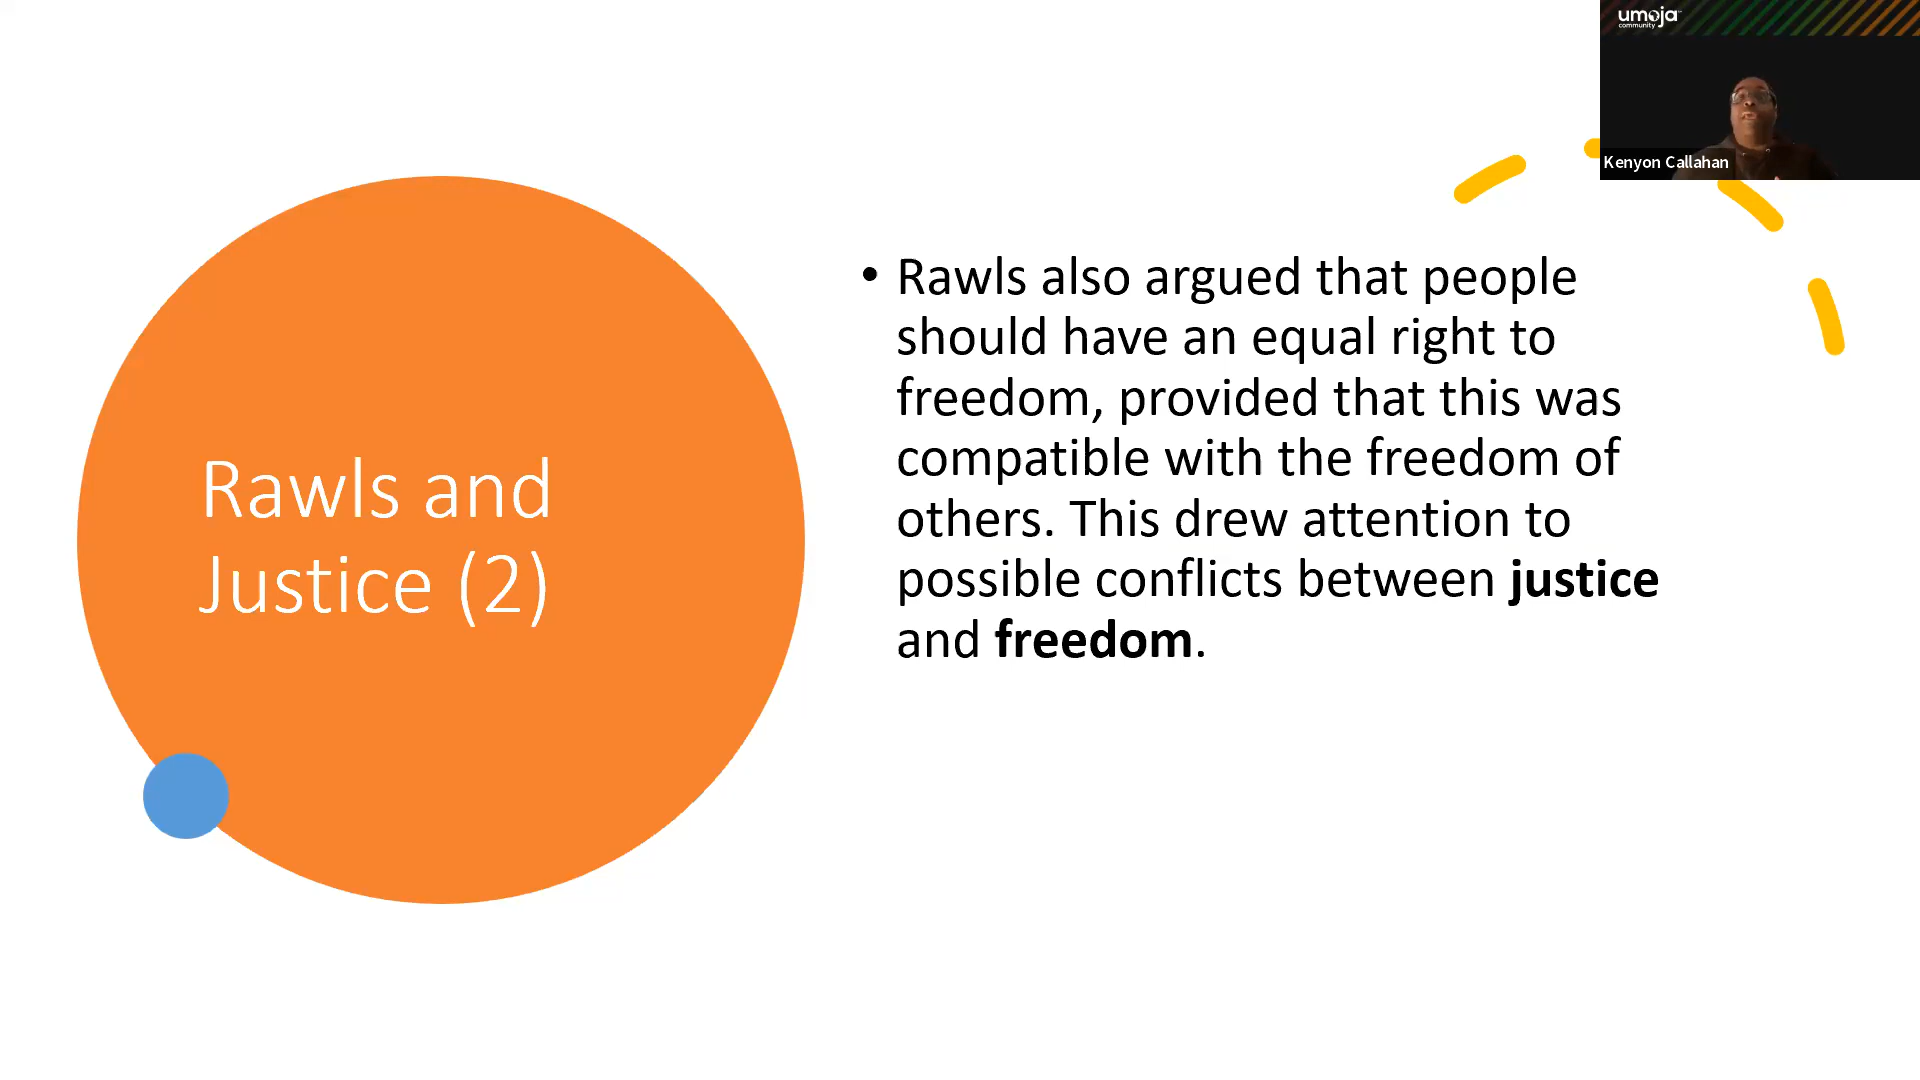 umoja
community
Kenyon Callahan
Rawls and
Justice (2)
• Rawls also argued that people
should have an equal right to
freedom, provided that this was
compatible with the freedom of
others. This drew attention to
possible conflicts between justice
and freedom.